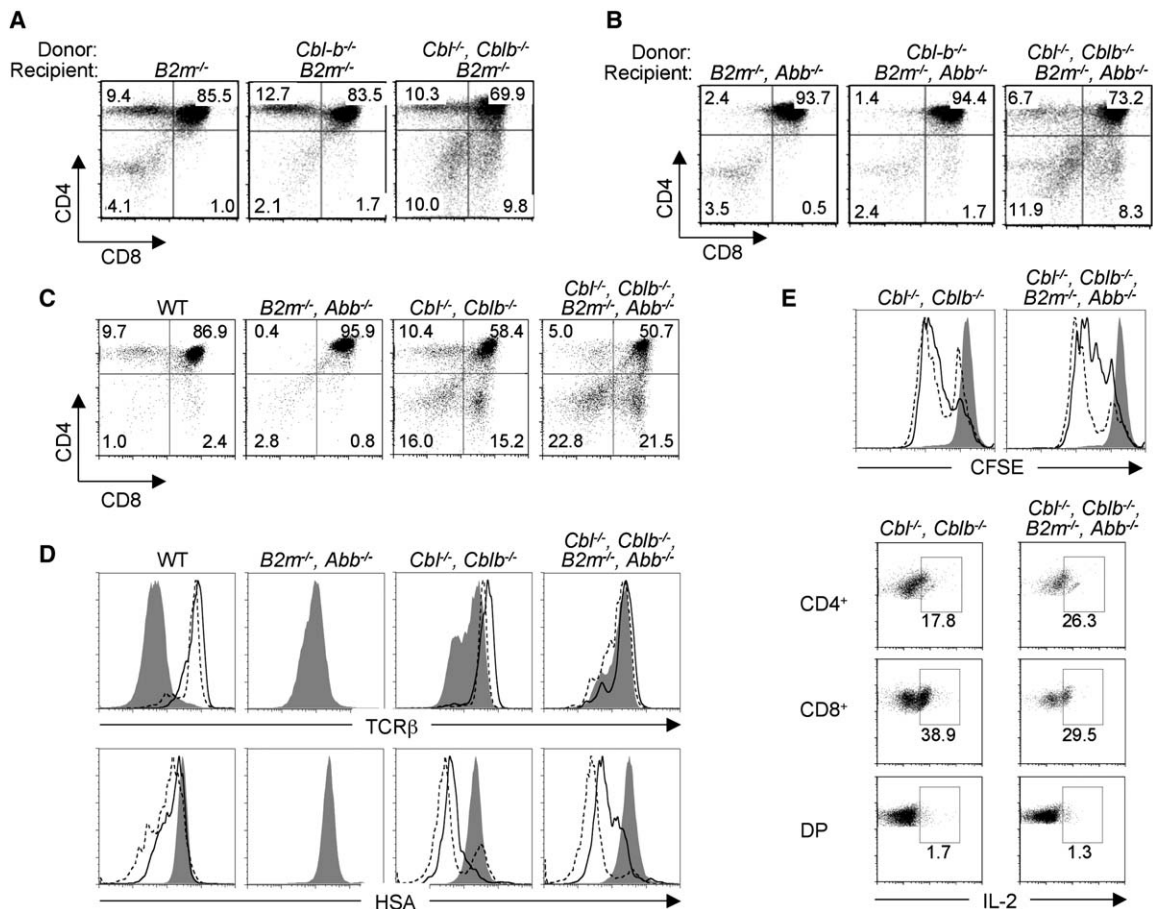 A
Donor: Cbl-b-/- Cbl-/-, Cblb-/-
Recipient: B2m-/- B2m-/- B2m-/-
9.4 85.5 12.7 83.5 10.3 69.9
4.1 1.0 2.1 1.7 10.0 9.8
CD4
CD8
B
Donor: Cbl-b-/- Cbl-/-, Cblb-/-
Recipient: B2m-/-, Abb-/- B2m-/-, Abb-/- B2m-/-, Abb-/-
2.4 93.7 1.4 94.4 6.7 73.2
3.5 0.5 2.4 1.7 11.9 8.3
CD4
CD8
C
Cbl-/-, Cblb-/-,
WT B2m-/-, Abb-/- Cbl-/-, Cblb-/- B2m-/-, Abb-/-
9.7 86.9 0.4 95.9 10.4 58.4 5.0 50.7
1.0 2.4 2.8 0.8 16.0 15.2 22.8 21.5
CD4
CD8
D
Cbl-/-, Cblb-/-,
WT B2m-/-, Abb-/- Cbl-/-, Cblb-/- B2m-/-, Abb-/-
TCRβ
HSA
E
Cbl-/-, Cblb-/-,
Cbl-/-, Cblb-/- B2m-/-, Abb-/-
CFSE
Cbl-/-, Cblb-/-,
Cbl-/-, Cblb-/- B2m-/-, Abb-/-
CD4+
17.8 26.3
CD8+
38.9 29.5
DP
1.7 1.3
IL-2